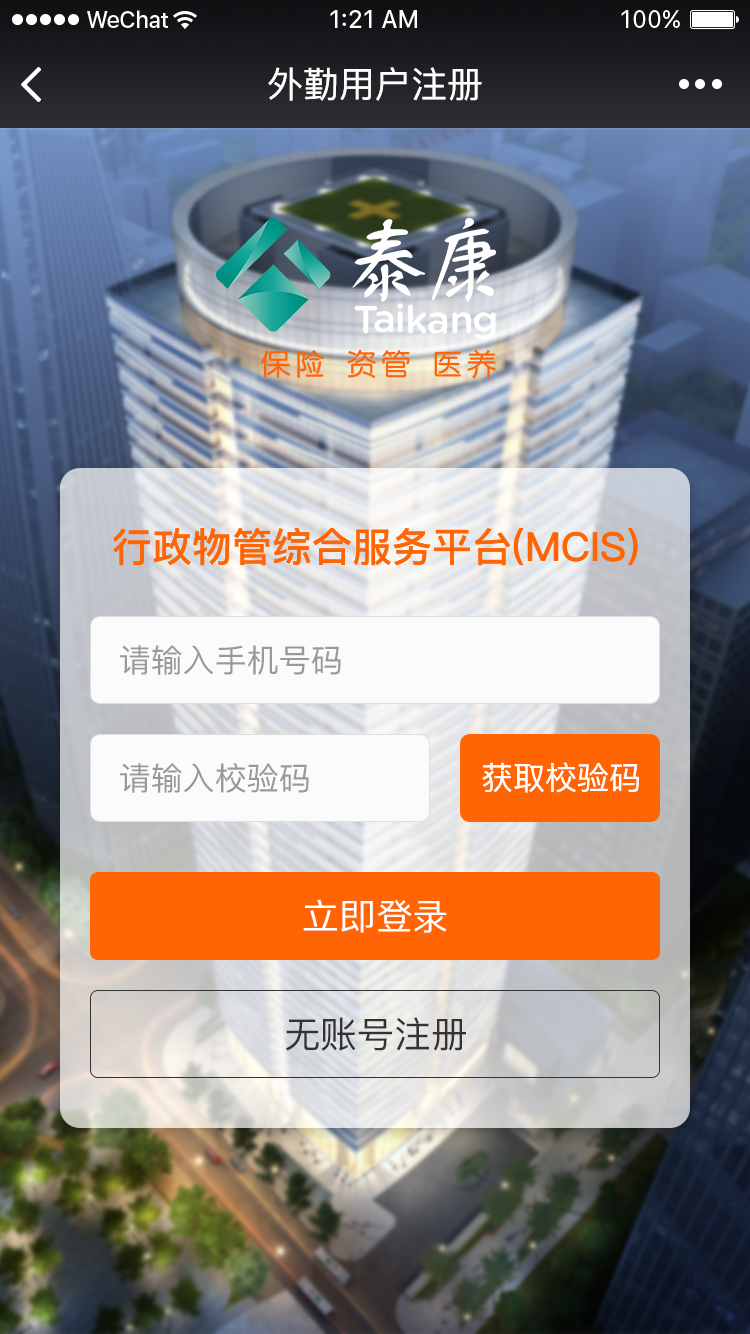 WeChat 1:21 AM 100%
外勤用户注册
泰康
Taikang
保险 资管 医养
行政物管综合服务平台(MCIS)
请输入手机号码
请输入校验码 获取校验码
立即登录
无账号注册